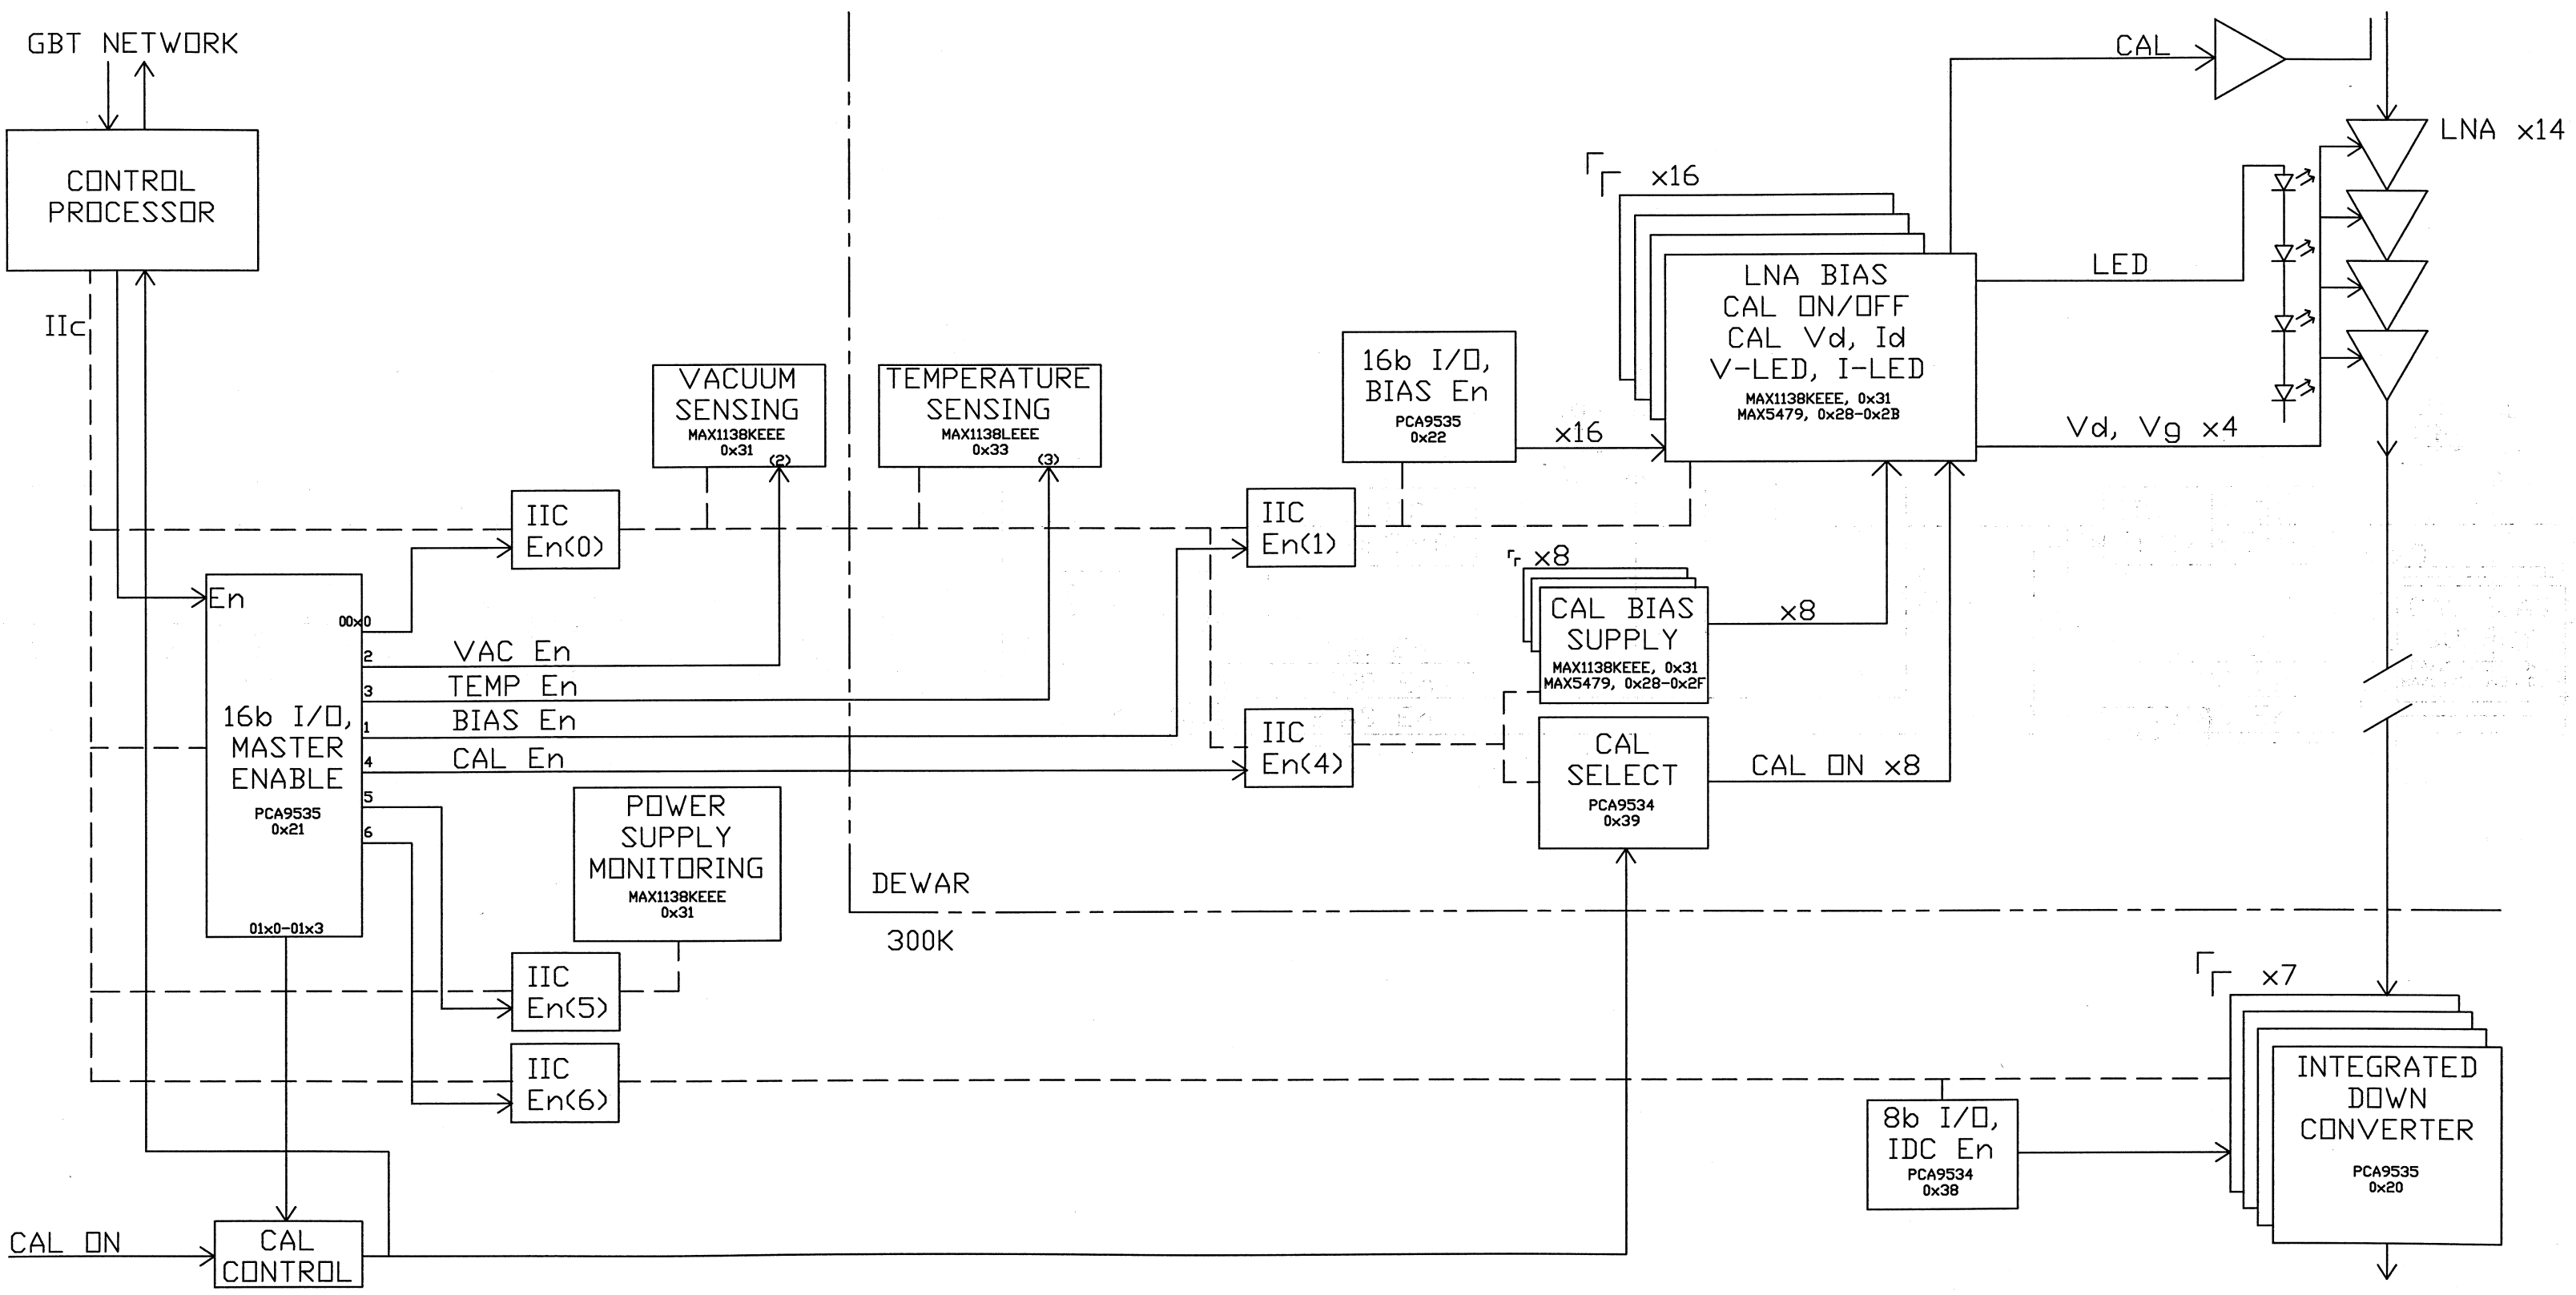 GBT NETWORK
CONTROL
PROCESSOR
IIc
En
00x0
2
3
1
4
5
6
16b I/O,
MASTER
ENABLE
PCA9535
0x21
01x0-01x3
VAC En
TEMP En
BIAS En
CAL En
IIC
En(0)
VACUUM
SENSING
MAX1138KEEE
0x31
(2)
TEMPERATURE
SENSING
MAX1138LEEE
0x33
(3)
POWER
SUPPLY
MONITORING
MAX1138KEEE
0x31
IIC
En(5)
IIC
En(6)
CAL ON
CAL
CONTROL
DEWAR
300K
IIC
En(1)
IIC
En(4)
16b I/O,
BIAS En
PCA9535
0x22
x16
x16
LNA BIAS
CAL ON/OFF
CAL Vd, Id
V-LED, I-LED
MAX1138KEEE, 0x31
MAX5479, 0x28-0x2B
x8
CAL BIAS
SUPPLY
MAX1138KEEE, 0x31
MAX5479, 0x28-0x2F
x8
CAL
SELECT
PCA9534
0x39
CAL ON x8
CAL
LNA x14
LED
Vd, Vg x4
x7
INTEGRATED
DOWN
CONVERTER
PCA9535
0x20
8b I/O,
IDC En
PCA9534
0x38